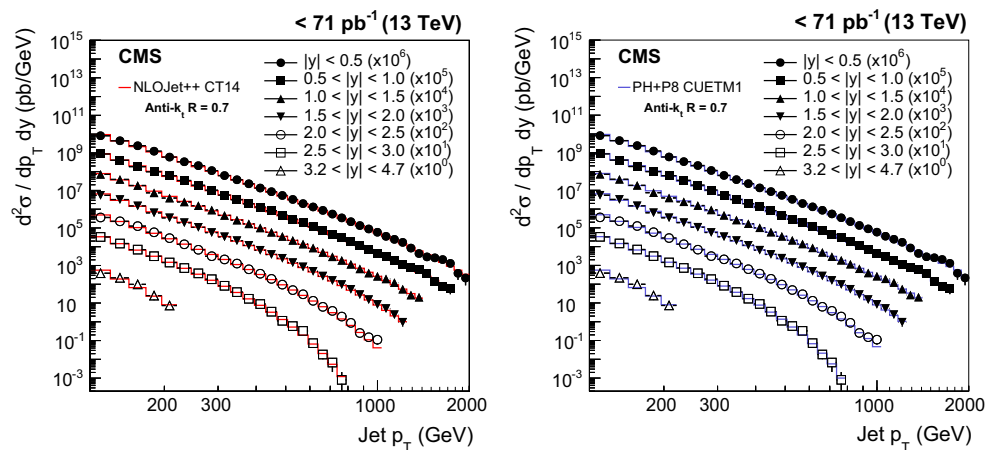 < 71 pb⁻¹ (13 TeV)
d²σ / dp_T dy (pb/GeV)
10¹⁵
10¹³
10¹¹
10⁹
10⁷
10⁵
10³
10
10⁻¹
10⁻³
CMS
NLOJet++ CT14
Anti-k_t R = 0.7
|y| < 0.5 (x10⁶)
0.5 < |y| < 1.0 (x10⁵)
1.0 < |y| < 1.5 (x10⁴)
1.5 < |y| < 2.0 (x10³)
2.0 < |y| < 2.5 (x10²)
2.5 < |y| < 3.0 (x10¹)
3.2 < |y| < 4.7 (x10⁰)
200 300 1000 2000
Jet p_T (GeV)
< 71 pb⁻¹ (13 TeV)
d²σ / dp_T dy (pb/GeV)
10¹⁵
10¹³
10¹¹
10⁹
10⁷
10⁵
10³
10
10⁻¹
10⁻³
CMS
PH+P8 CUETM1
Anti-k_t R = 0.7
|y| < 0.5 (x10⁶)
0.5 < |y| < 1.0 (x10⁵)
1.0 < |y| < 1.5 (x10⁴)
1.5 < |y| < 2.0 (x10³)
2.0 < |y| < 2.5 (x10²)
2.5 < |y| < 3.0 (x10¹)
3.2 < |y| < 4.7 (x10⁰)
200 300 1000 2000
Jet p_T (GeV)